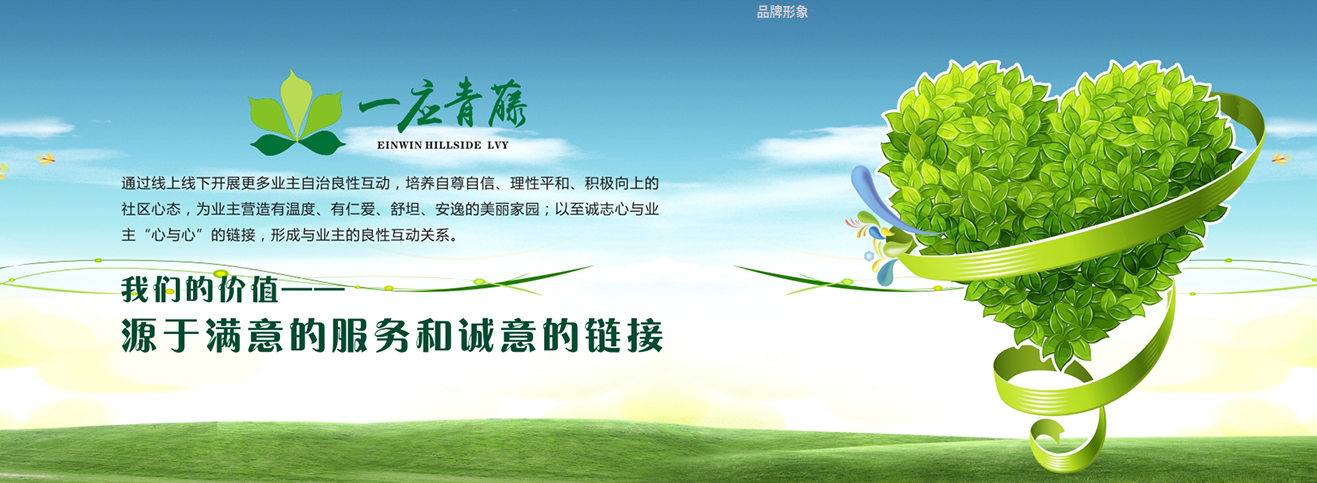 品牌形象
一应青藤
EINWIN HILLSIDE LVY
通过线上线下开展更多业主自治良性互动，培养自尊自信、理性平和、积极向上的
社区心态，为业主营造有温度、有仁爱、舒坦、安逸的美丽家园；以至诚志心与业
主“心与心”的链接，形成与业主的良性互动关系。
我们的价值——
源于满意的服务和诚意的链接